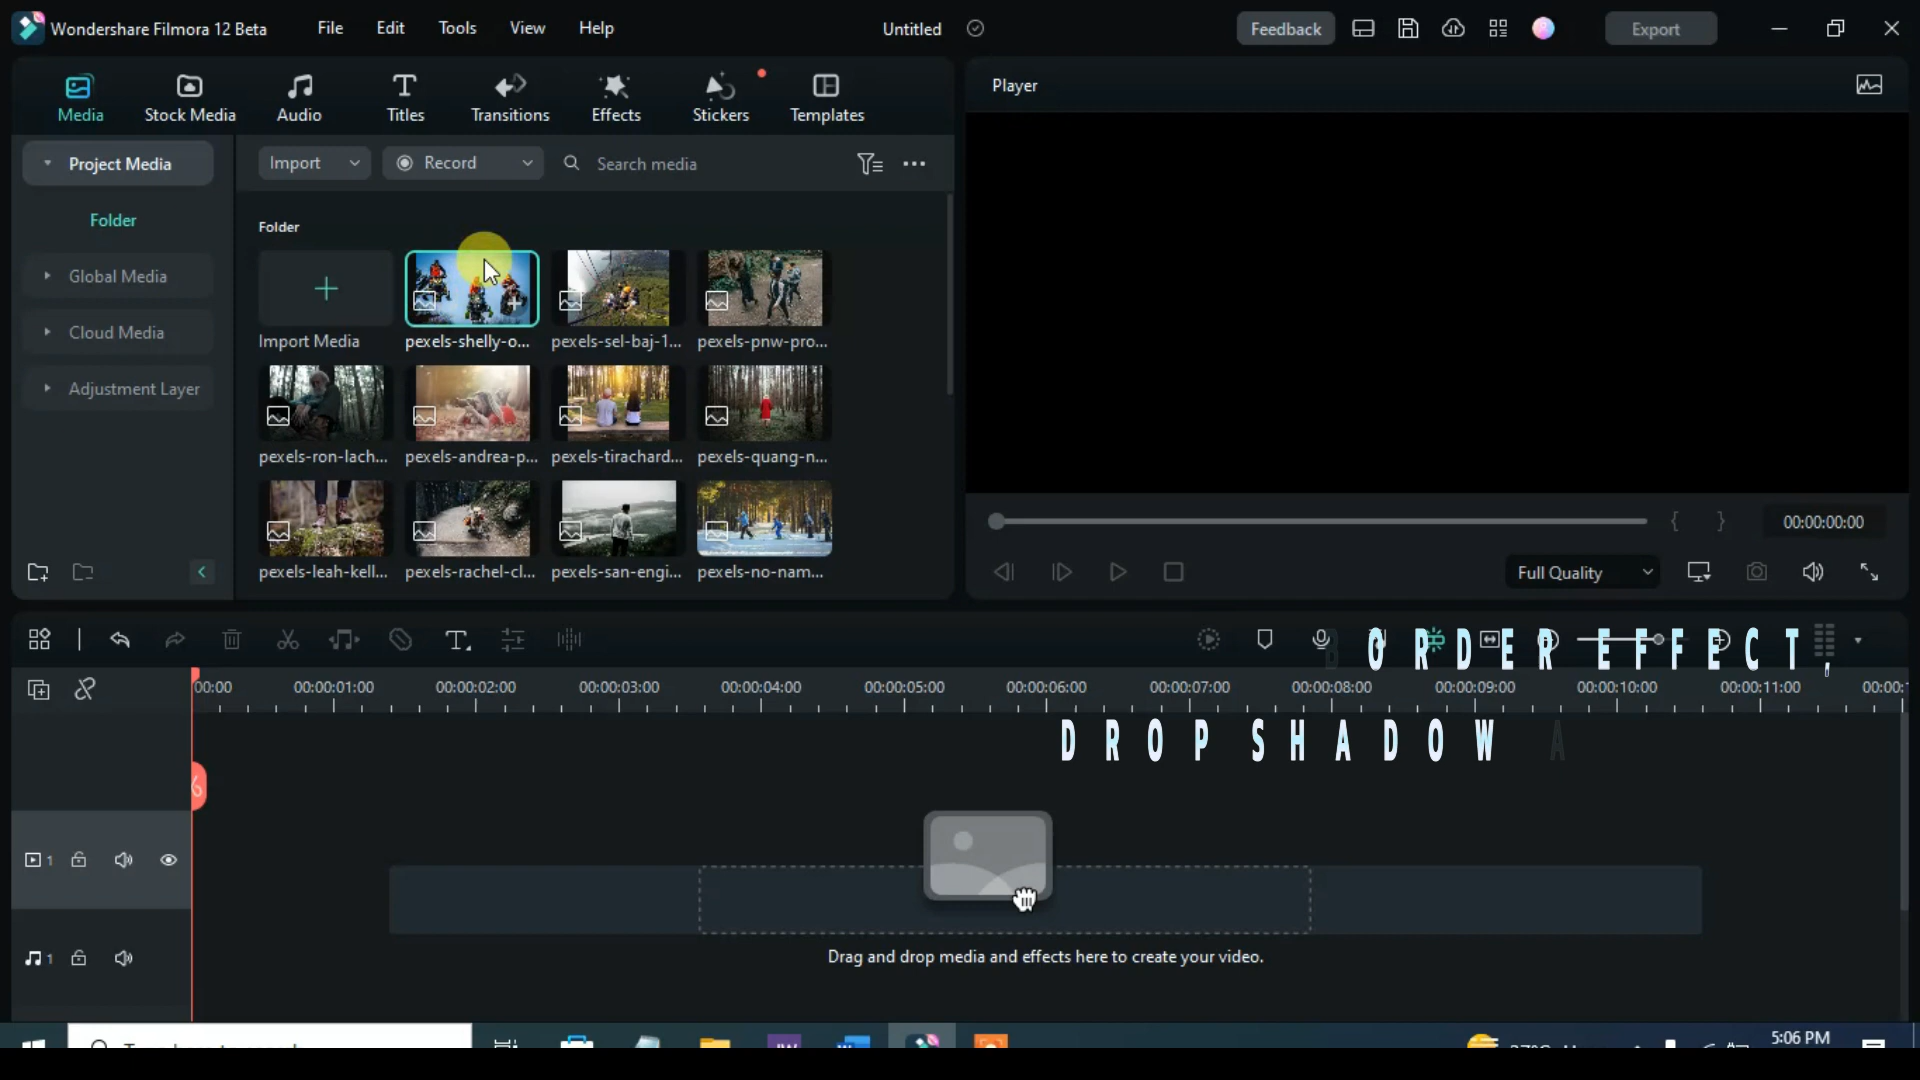 Wondershare Filmora 12 Beta
File
Edit
Tools
View
Help
Untitled
Feedback
Export
Media
Stock Media
Audio
Titles
Transitions
Effects
Stickers
Templates
Player
Project Media
Import
Record
Search media
Folder
Global Media
Cloud Media
Adjustment Layer
Folder
Import Media
pexels-shelly-o...
pexels-sel-baj-1...
pexels-pnw-pro...
pexels-ron-lach...
pexels-andrea-p...
pexels-tirachard...
pexels-quang-n...
pexels-leah-kell...
pexels-rachel-cl...
pexels-san-engi...
pexels-no-nam...
00:00:00:00
Full Quality
BORDER EFFECT,
DROP SHADOW A
00:00
00:00:01:00
00:00:02:00
00:00:03:00
00:00:04:00
00:00:05:00
00:00:06:00
00:00:07:00
00:00:08:00
00:00:09:00
00:00:10:00
00:00:11:00
00:00:
1
Drag and drop media and effects here to create your video.
1
5:06 PM